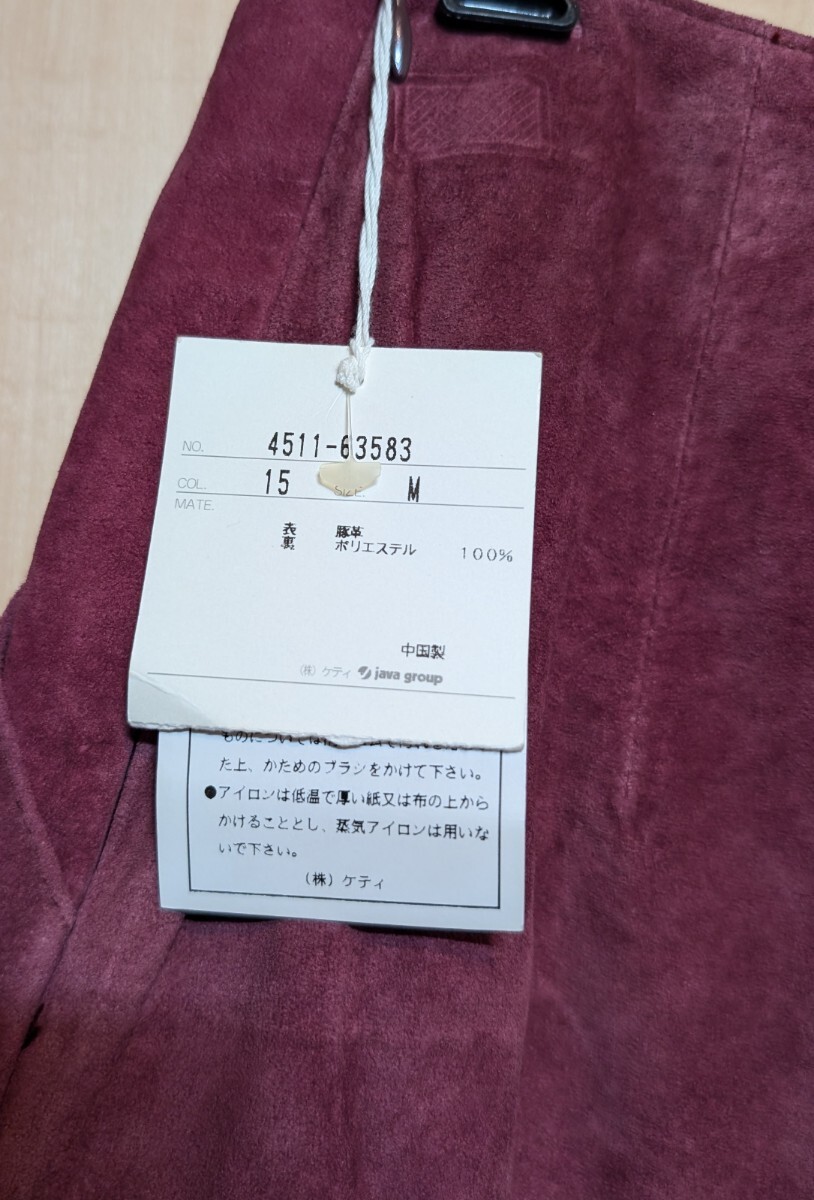 NO. 4511-63583
COL. 15 SIZE. M
MATE.
表 豚革
裏 ポリエステル 100%
中国製
(株) ケティ java group
た上、かためのブラシをかけて下さい。
●アイロンは低温で厚い紙又は布の上から
かけることとし、蒸気アイロンは用いな
いで下さい。
(株) ケティ